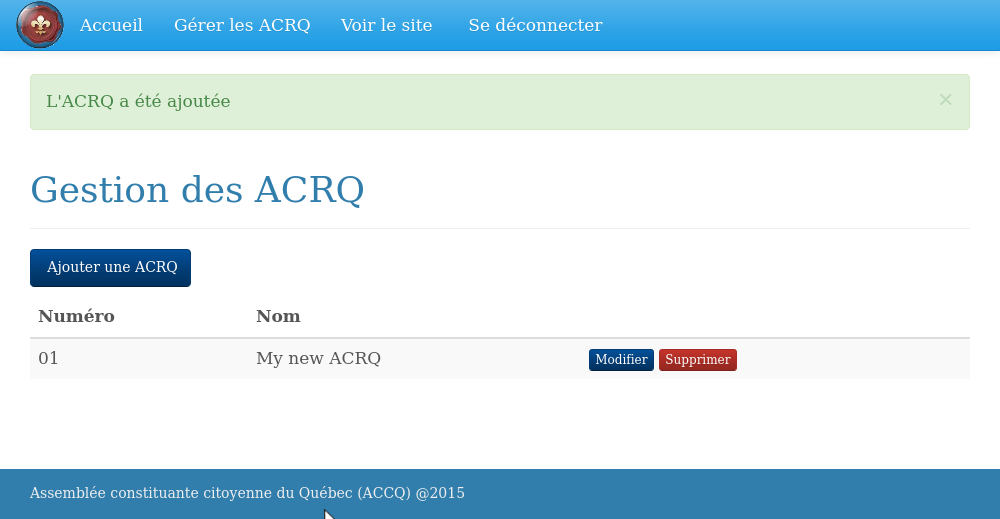 Accueil Gérer les ACRQ Voir le site Se déconnecter
L'ACRQ a été ajoutée ×
Gestion des ACRQ
Ajouter une ACRQ
Numéro Nom
01 My new ACRQ Modifier Supprimer
Assemblée constituante citoyenne du Québec (ACCQ) @2015